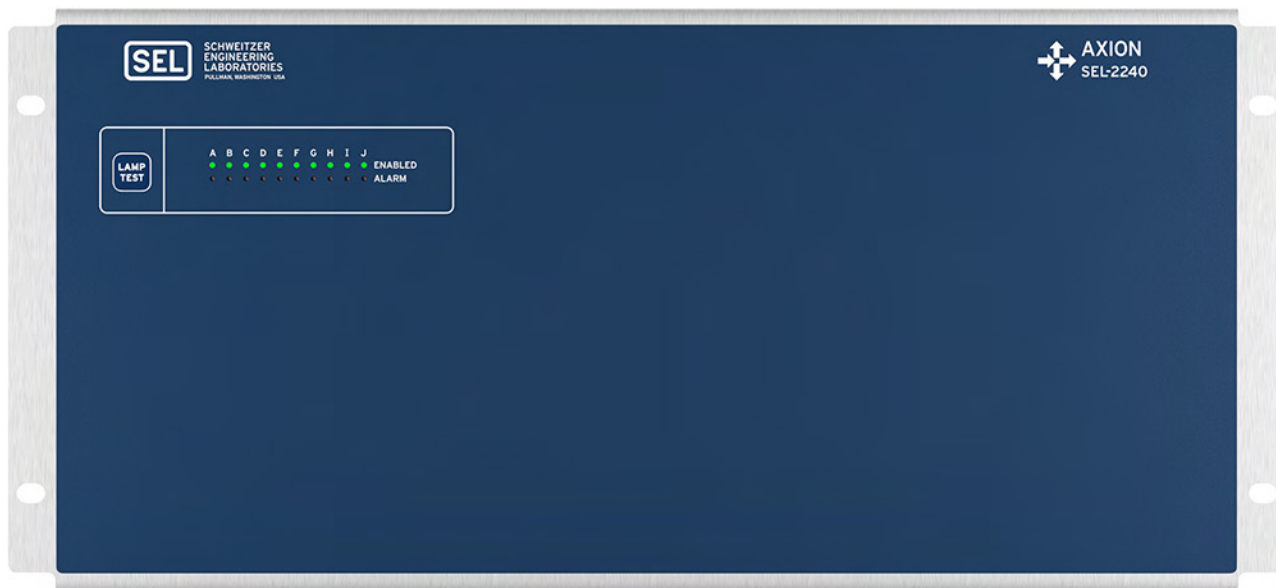 SEL
SCHWEITZER
ENGINEERING
LABORATORIES
PULLMAN, WASHINGTON USA
AXION
SEL-2240
LAMP
TEST
A B C D E F G H I J
ENABLED
ALARM